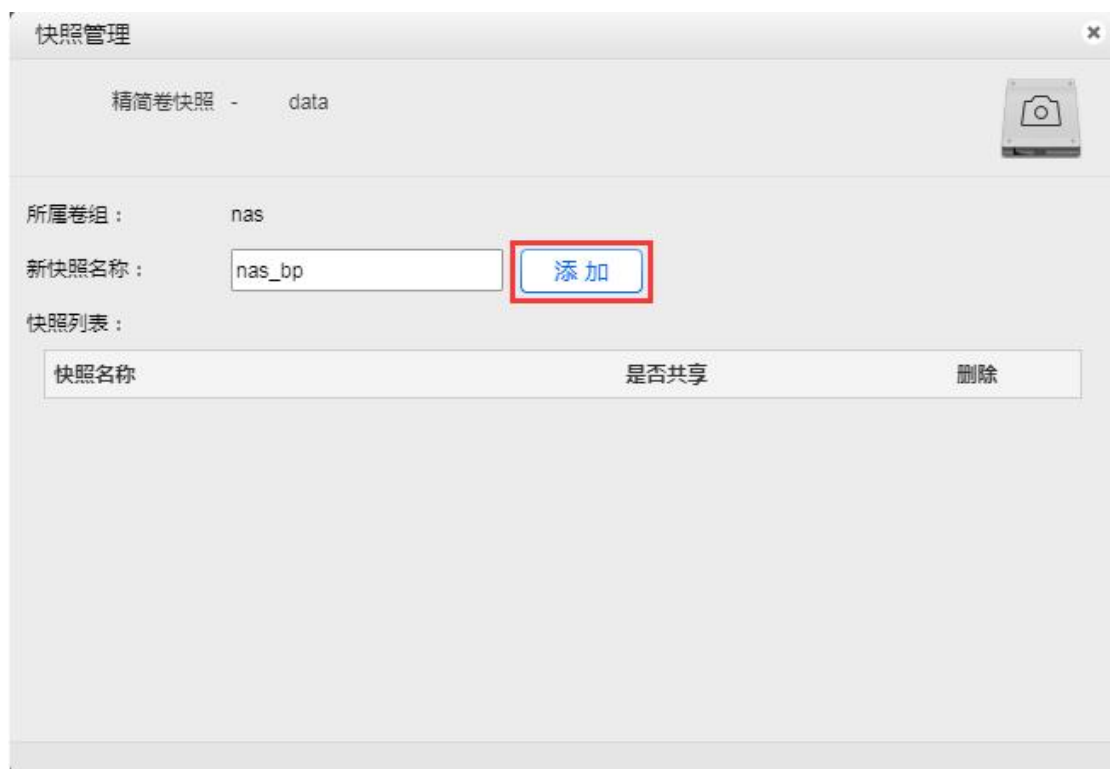 快照管理
精简卷快照 - data
所属卷组： nas
新快照名称： nas_bp 添 加
快照列表：
快照名称 是否共享 删除